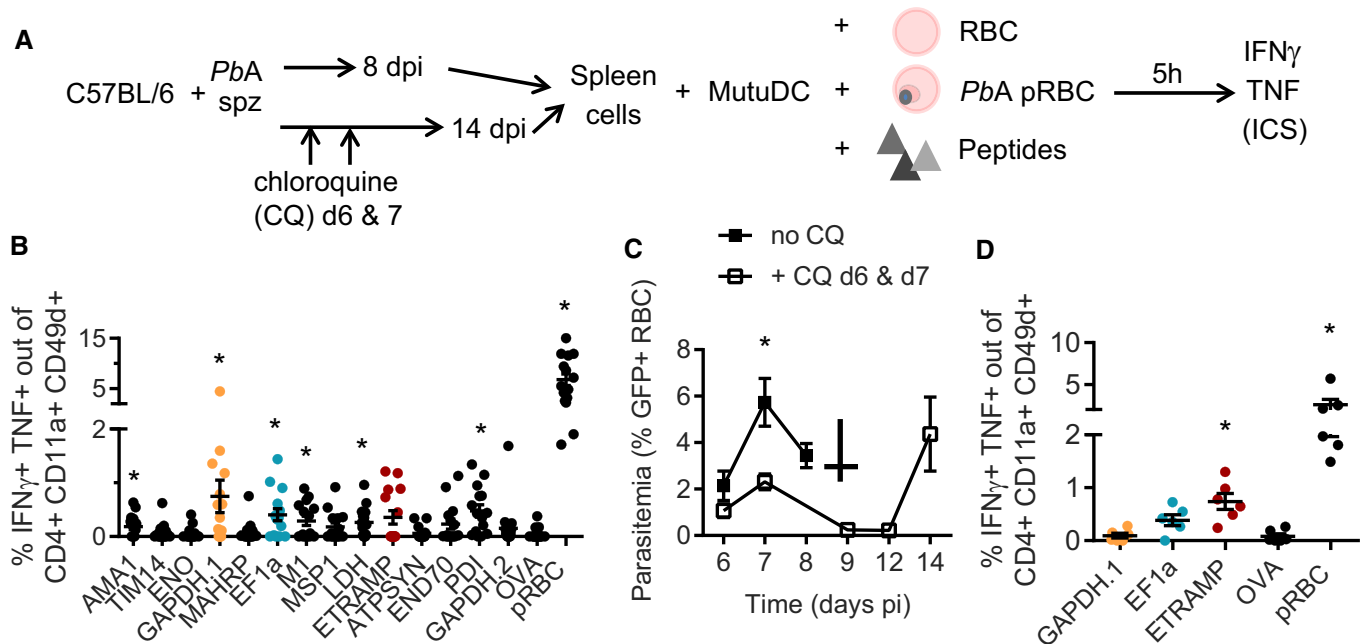 A
C57BL/6 + PbA spz
8 dpi
14 dpi
chloroquine
(CQ) d6 & 7
Spleen
cells
+ MutuDC
+ RBC
+ PbA pRBC
+ Peptides
5h
IFNγ
TNF
(ICS)
B
% IFNγ+ TNF+ out of
CD4+ CD11a+ CD49d+
15
5
2
0
* * * * * * *
AMA1
TIM14
ENO
GAPDH.1
MAHRP
EF1a
M1
MSP1
LDH
ETRAMP
ATPSYN
END70
PDI
GAPDH.2
OVA
pRBC
C
no CQ
+ CQ d6 & d7
Parasitemia (% GFP+ RBC)
8
6
4
2
0
*
6 7 8 9 12 14
Time (days pi)
D
% IFNγ+ TNF+ out of
CD4+ CD11a+ CD49d+
10
5
2
1
0
* *
GAPDH.1
EF1a
ETRAMP
OVA
pRBC